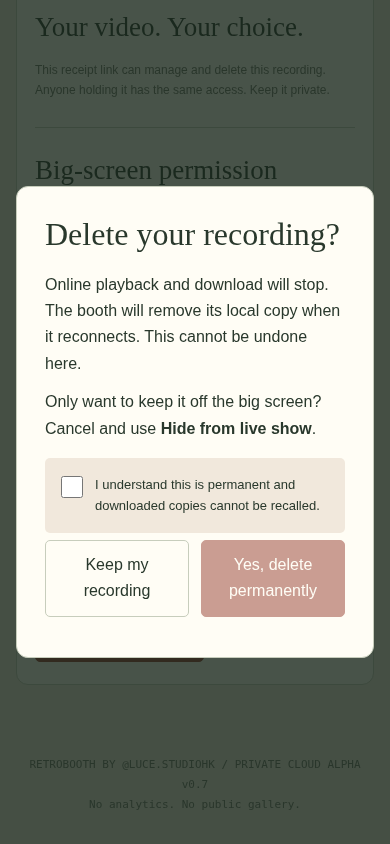 Your video. Your choice.
This receipt link can manage and delete this recording.
Anyone holding it has the same access. Keep it private.
Big-screen permission
Delete your recording?
Online playback and download will stop.
The booth will remove its local copy when
it reconnects. This cannot be undone
here.
Only want to keep it off the big screen?
Cancel and use Hide from live show.
I understand this is permanent and
downloaded copies cannot be recalled.
Keep my
recording
Yes, delete
permanently
RETROBOOTH BY @LUCE.STUDIOHK / PRIVATE CLOUD ALPHA
v0.7
No analytics. No public gallery.